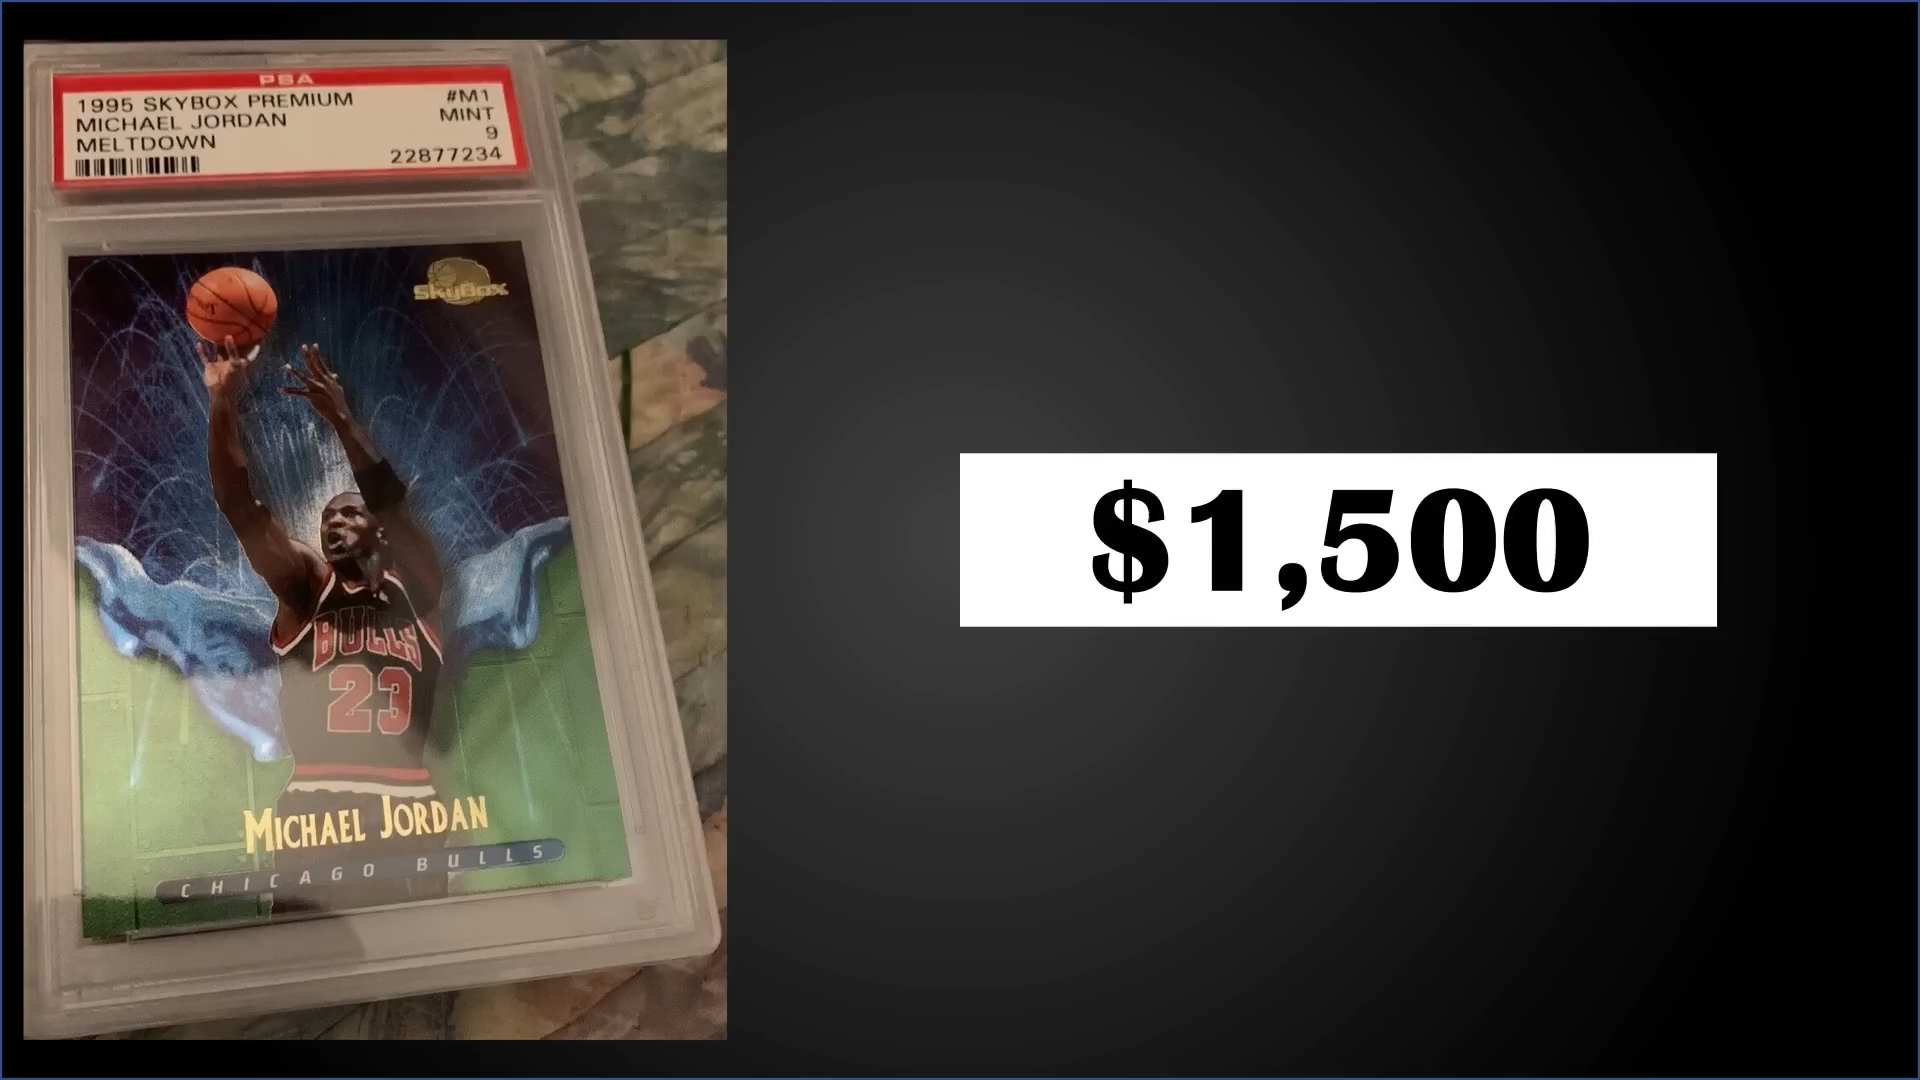 PSA
1995 SKYBOX PREMIUM #M1
MICHAEL JORDAN MINT
MELTDOWN 9
22877234
SkyBox
BULLS
23
MICHAEL JORDAN
CHICAGO BULLS
$1,500